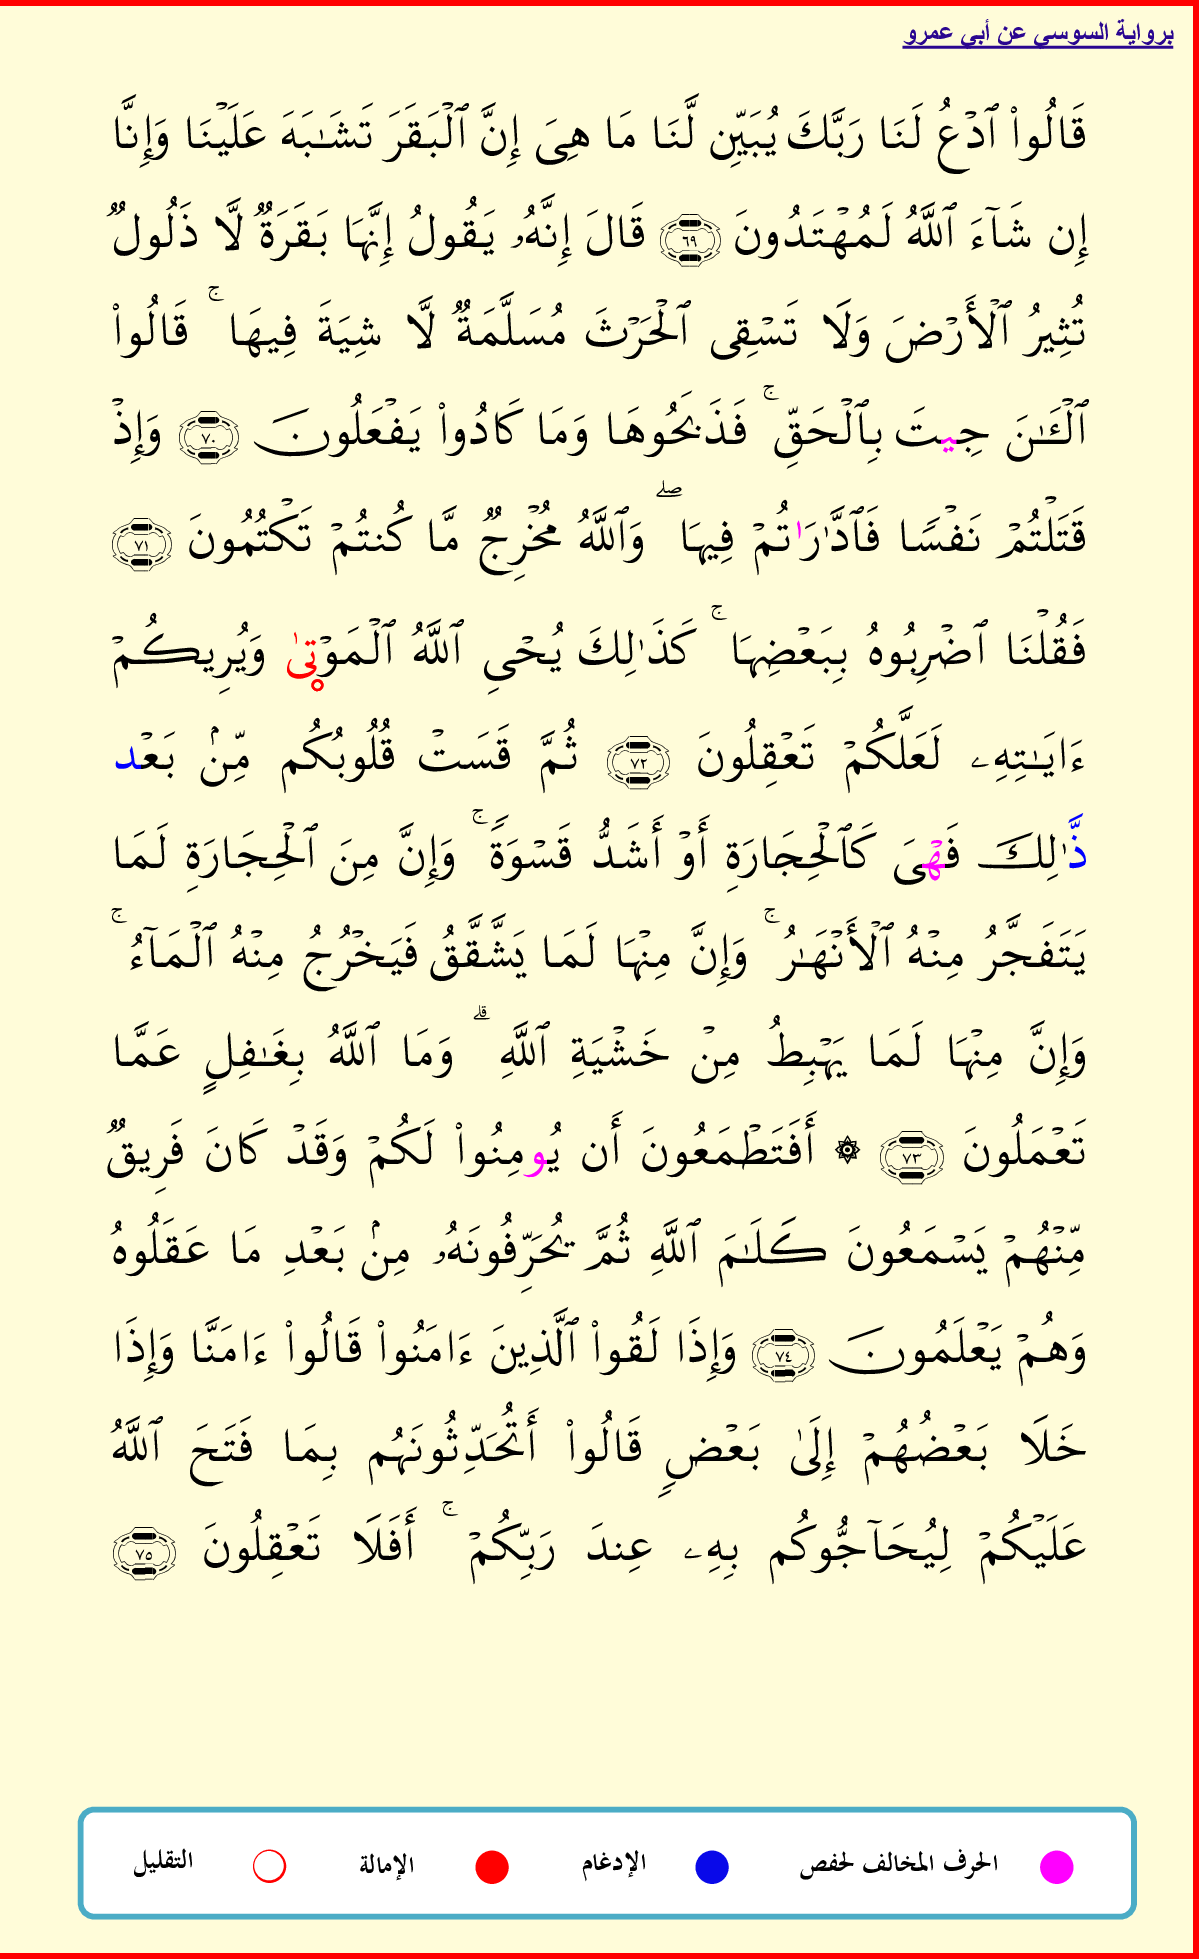 برواية السوسي عن أبي عمرو
قَالُواْ ٱدۡعُ لَنَا رَبَّكَ يُبَيِّن لَّنَا مَا هِىَ إِنَّ ٱلۡبَقَرَ تَشَـٰبَهَ عَلَيۡنَا وَإِنَّا
إِن شَآءَ ٱللَّهُ لَمُهۡتَدُونَ ٦٩ قَالَ إِنَّهُۥ يَقُولُ إِنَّهَا بَقَرَةٞ لَّا ذَلُولٞ
تُثِيرُ ٱلۡأَرۡضَ وَلَا تَسۡقِى ٱلۡحَرۡثَ مُسَلَّمَةٞ لَّا شِيَةَ فِيهَا ۚ قَالُواْ
ٱلۡـَٔـٰنَ جِيتَ بِٱلۡحَقِّ ۚ فَذَبَحُوهَا وَمَا كَادُواْ يَفۡعَلُونَ ٧٠ وَإِذۡ
قَتَلۡتُمۡ نَفۡسٗا فَٱدَّٰرَاتُمۡ فِيهَا ۖ وَٱللَّهُ مُخۡرِجٞ مَّا كُنتُمۡ تَكۡتُمُونَ ٧١
فَقُلۡنَا ٱضۡرِبُوهُ بِبَعۡضِهَا ۚ كَذَٰلِكَ يُحۡىِ ٱللَّهُ ٱلۡمَوۡتىٰ وَيُرِيكُمۡ
ءَايَـٰتِهِۦ لَعَلَّكُمۡ تَعۡقِلُونَ ٧٢ ثُمَّ قَسَتۡ قُلُوبُكُم مِّنۢ بَعۡد
ذَّٰلِكَ فَهۡىَ كَٱلۡحِجَارَةِ أَوۡ أَشَدُّ قَسۡوَةٗ ۚ وَإِنَّ مِنَ ٱلۡحِجَارَةِ لَمَا
يَتَفَجَّرُ مِنۡهُ ٱلۡأَنۡهَـٰرُ ۚ وَإِنَّ مِنۡهَا لَمَا يَشَّقَّقُ فَيَخۡرُجُ مِنۡهُ ٱلۡمَآءُ ۚ
وَإِنَّ مِنۡهَا لَمَا يَهۡبِطُ مِنۡ خَشۡيَةِ ٱللَّهِ ۗ وَمَا ٱللَّهُ بِغَـٰفِلٍ عَمَّا
تَعۡمَلُونَ ٧٣ ۞ أَفَتَطۡمَعُونَ أَن يُومِنُواْ لَكُمۡ وَقَدۡ كَانَ فَرِيقٞ
مِّنۡهُمۡ يَسۡمَعُونَ كَلَـٰمَ ٱللَّهِ ثُمَّ يُحَرِّفُونَهُۥ مِنۢ بَعۡدِ مَا عَقَلُوهُ
وَهُمۡ يَعۡلَمُونَ ٧٤ وَإِذَا لَقُواْ ٱلَّذِينَ ءَامَنُواْ قَالُواْ ءَامَنَّا وَإِذَا
خَلَا بَعۡضُهُمۡ إِلَىٰ بَعۡضٖ قَالُواْ أَتُحَدِّثُونَهُم بِمَا فَتَحَ ٱللَّهُ
عَلَيۡكُمۡ لِيُحَآجُّوكُم بِهِۦ عِندَ رَبِّكُمۡ ۚ أَفَلَا تَعۡقِلُونَ ٧٥
الحرف المخالف لحفص الإدغام الإمالة التقليل